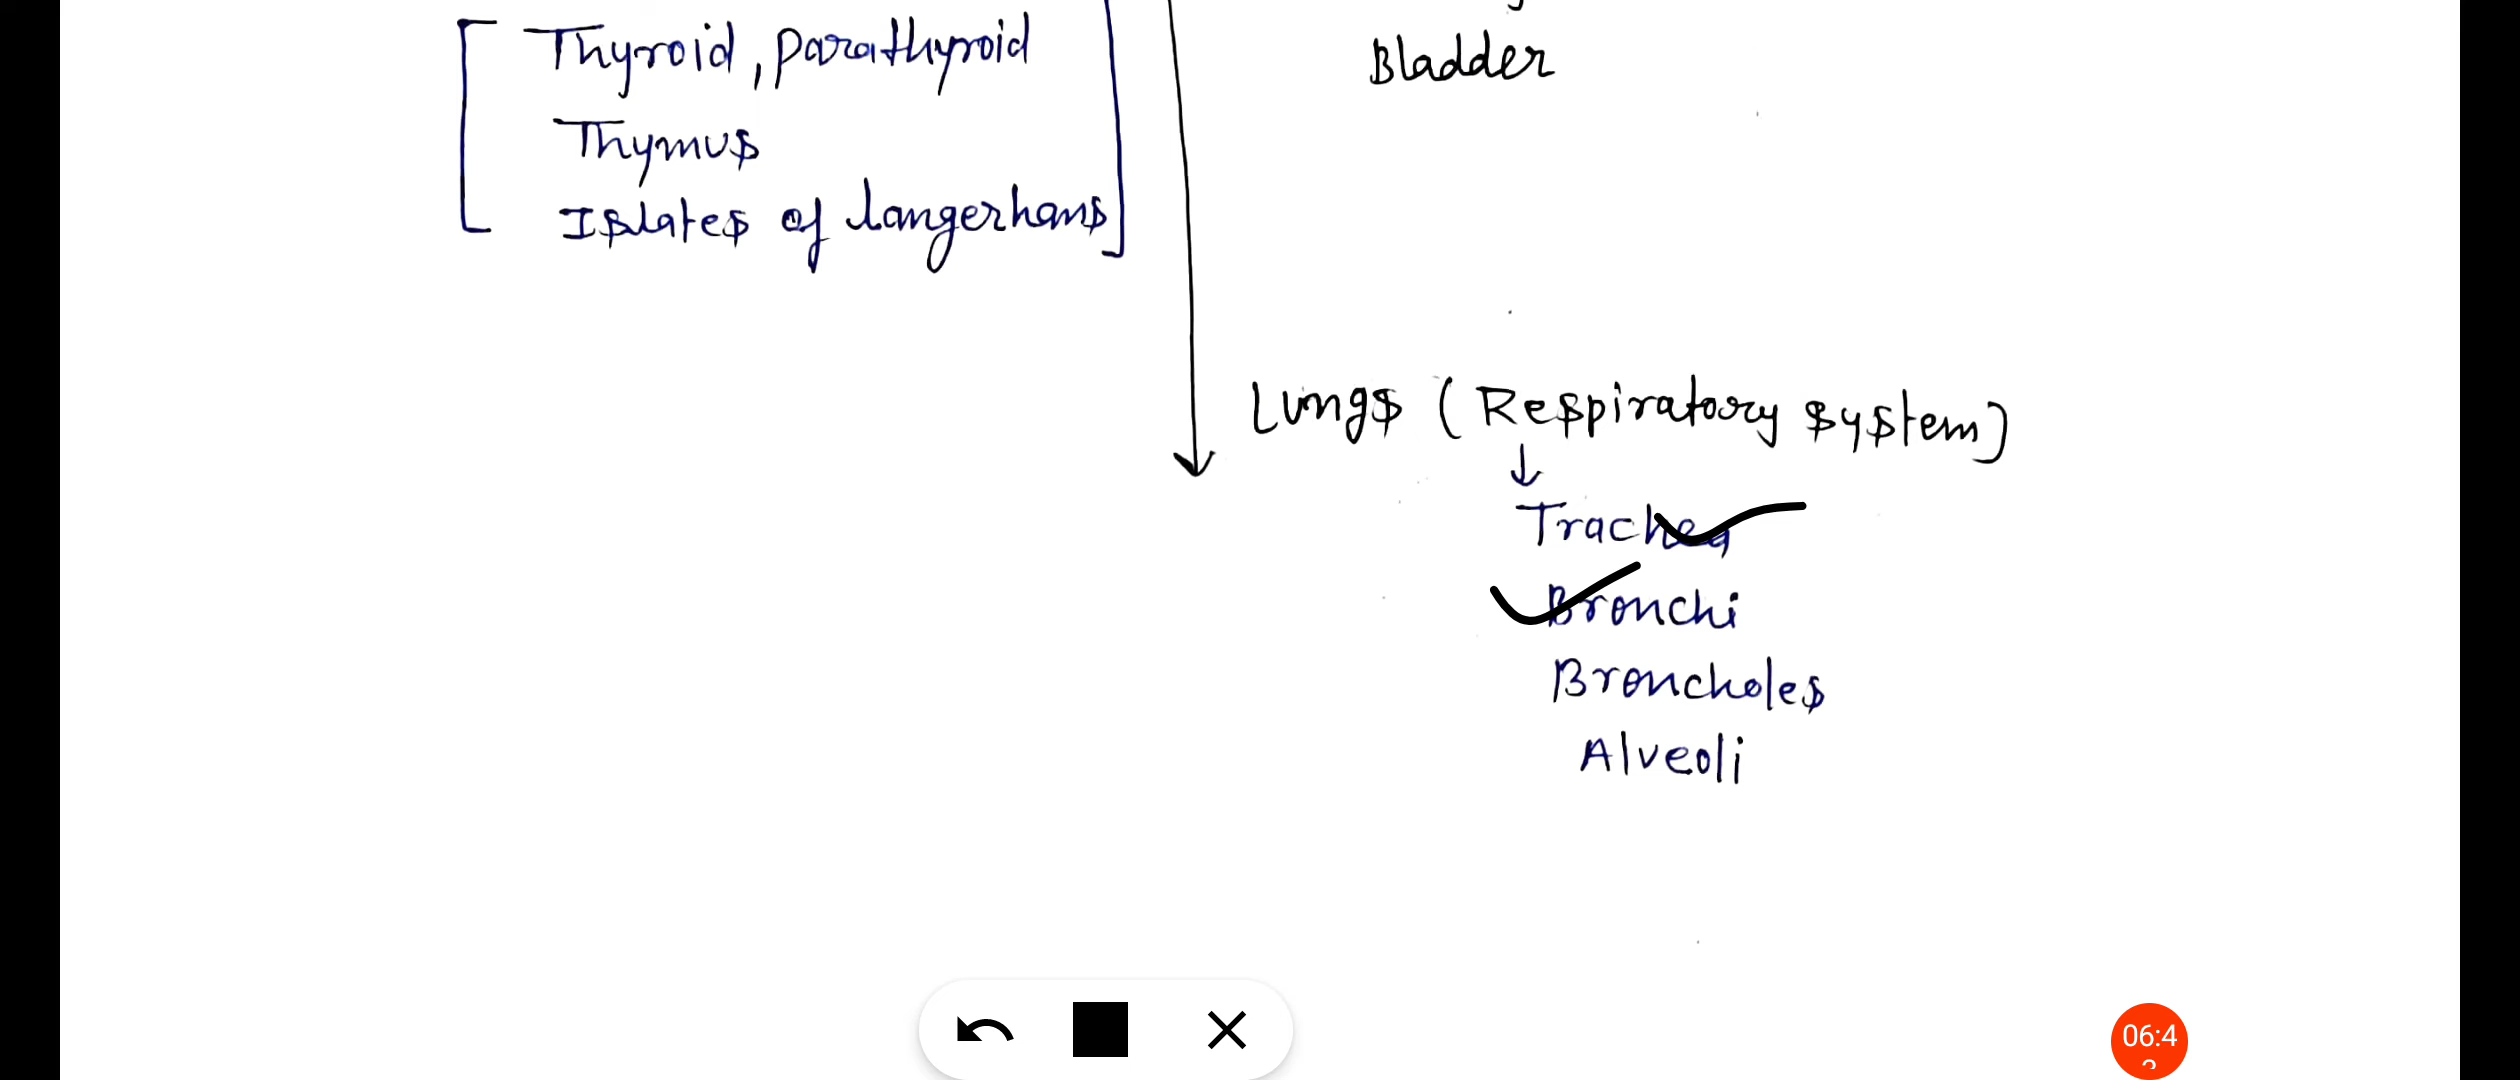 Thyroid, Parathyroid
Thymus
Islates of langerhans
Bladder
Lungs (Respiratory system)
↓
Trachea
Bronchi
Broncholes
Alveoli
06:4